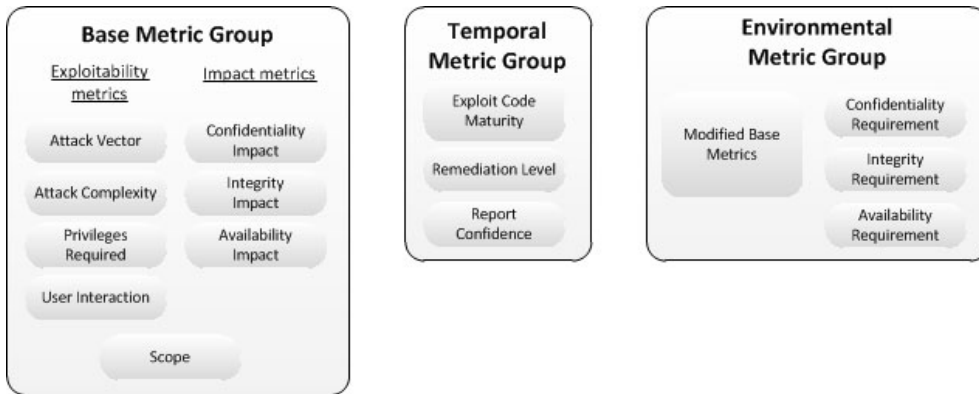 Base Metric Group
Exploitability
metrics
Impact metrics
Attack Vector
Confidentiality
Impact
Attack Complexity
Integrity
Impact
Privileges
Required
Availability
Impact
User Interaction
Scope
Temporal
Metric Group
Exploit Code
Maturity
Remediation Level
Report
Confidence
Environmental
Metric Group
Modified Base
Metrics
Confidentiality
Requirement
Integrity
Requirement
Availability
Requirement